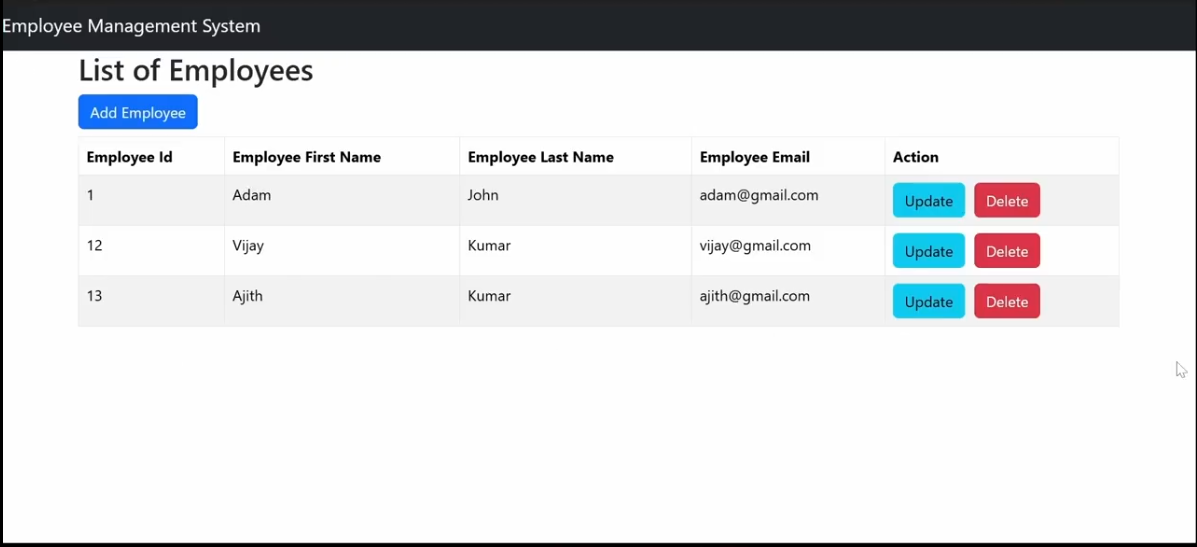 Employee Management System
List of Employees
Add Employee
Employee Id Employee First Name Employee Last Name Employee Email Action
1 Adam John adam@gmail.com Update Delete
12 Vijay Kumar vijay@gmail.com Update Delete
13 Ajith Kumar ajith@gmail.com Update Delete